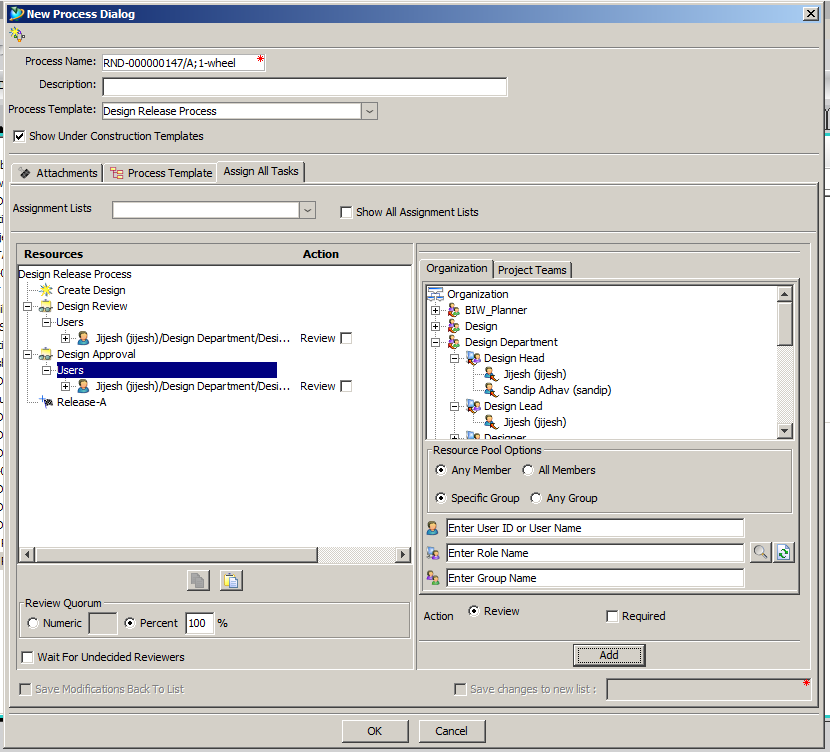 New Process Dialog
Process Name: RND-000000147/A;1-wheel *
Description:
Process Template: Design Release Process
Show Under Construction Templates
Attachments Process Template Assign All Tasks
Assignment Lists Show All Assignment Lists
Resources Action
Design Release Process
Create Design
Design Review
Users
Jijesh (jijesh)/Design Department/Desi... Review
Design Approval
Users
Jijesh (jijesh)/Design Department/Desi... Review
Release-A
Organization Project Teams
Organization
BIW_Planner
Design
Design Department
Design Head
Jijesh (jijesh)
Sandip Adhav (sandip)
Design Lead
Jijesh (jijesh)
Designer
Resource Pool Options
Any Member All Members
Specific Group Any Group
Enter User ID or User Name
Enter Role Name
Enter Group Name
Review Quorum
Numeric Percent 100 %
Wait For Undecided Reviewers
Action Review Required
Add
Save Modifications Back To List Save changes to new list : *
OK Cancel